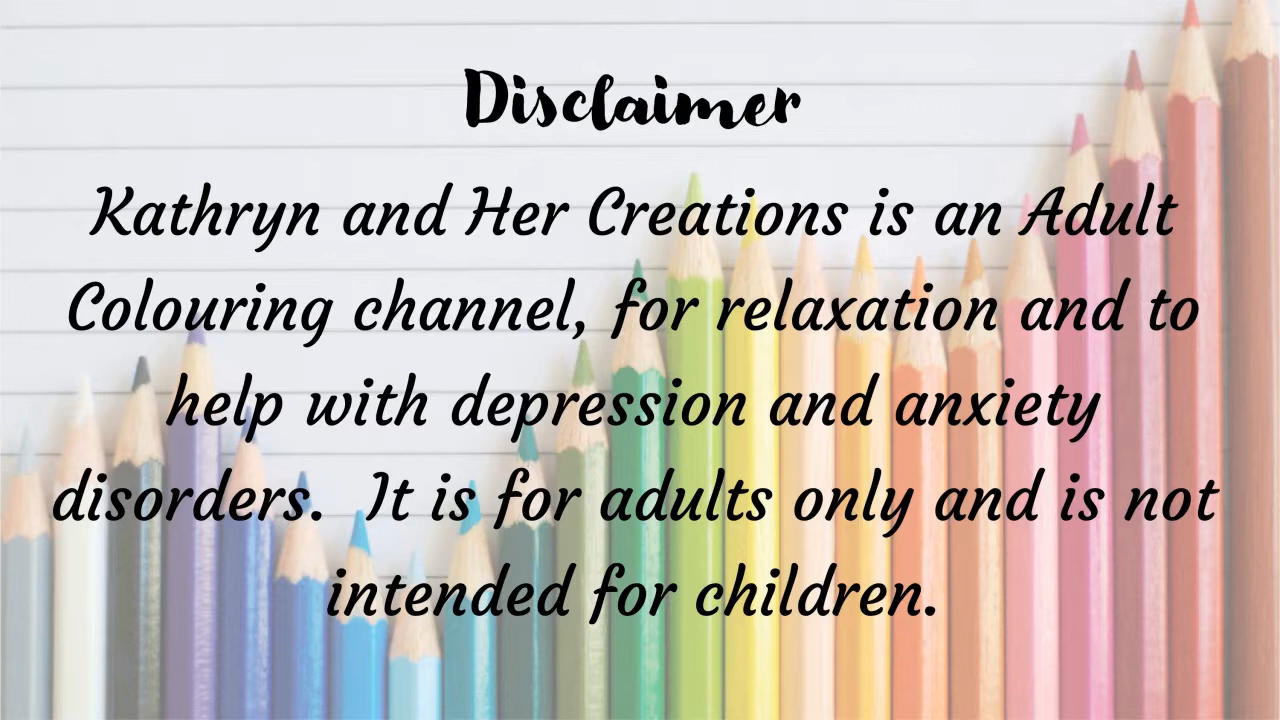 Disclaimer
Kathryn and Her Creations is an Adult
Colouring channel, for relaxation and to
help with depression and anxiety
disorders.  It is for adults only and is not
intended for children.